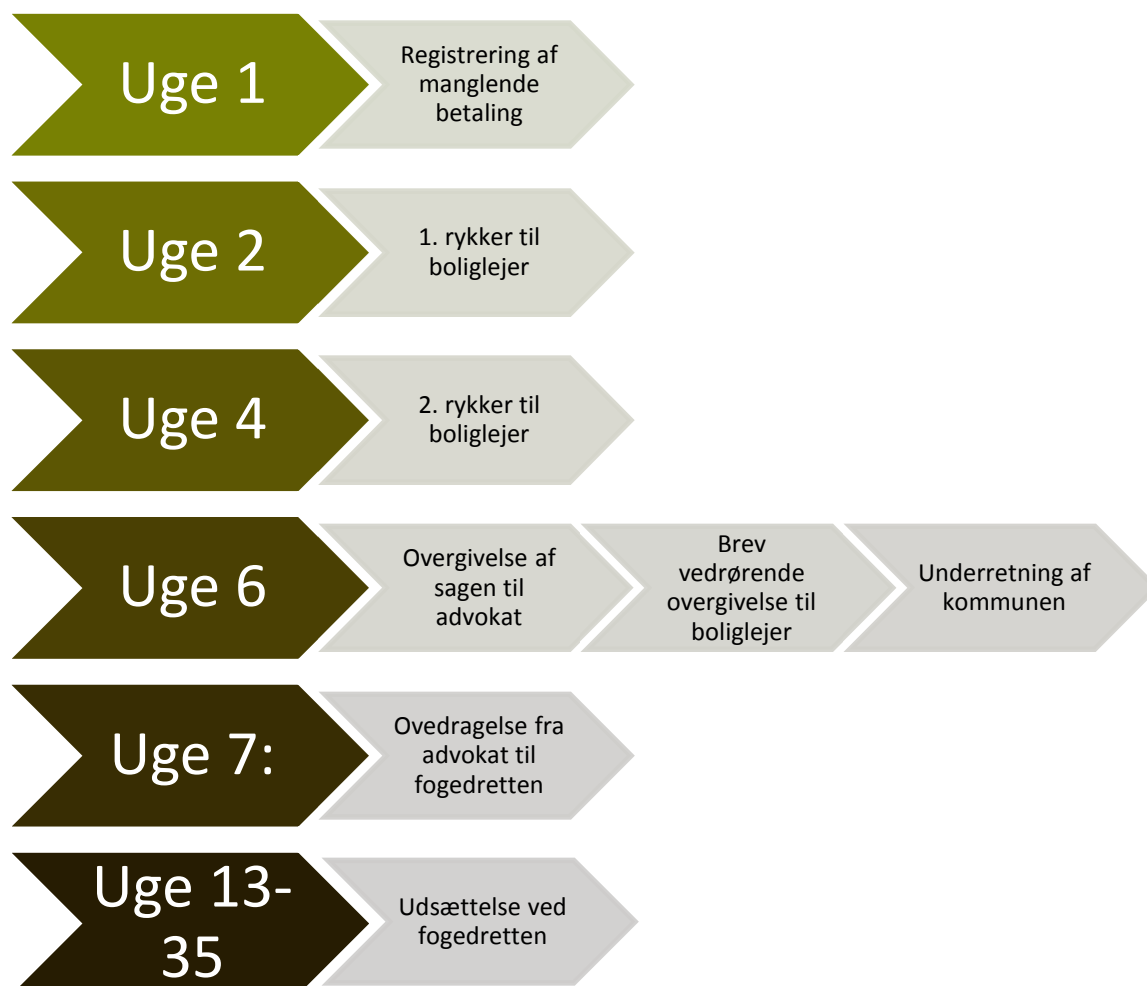 Uge 1
Registrering af
manglende
betaling
Uge 2
1. rykker til
boliglejer
Uge 4
2. rykker til
boliglejer
Uge 6
Overgivelse af
sagen til
advokat
Brev
vedrørende
overgivelse til
boliglejer
Underretning af
kommunen
Uge 7:
Ovedragelse fra
advokat til
fogedretten
Uge 13-
35
Udsættelse ved
fogedretten